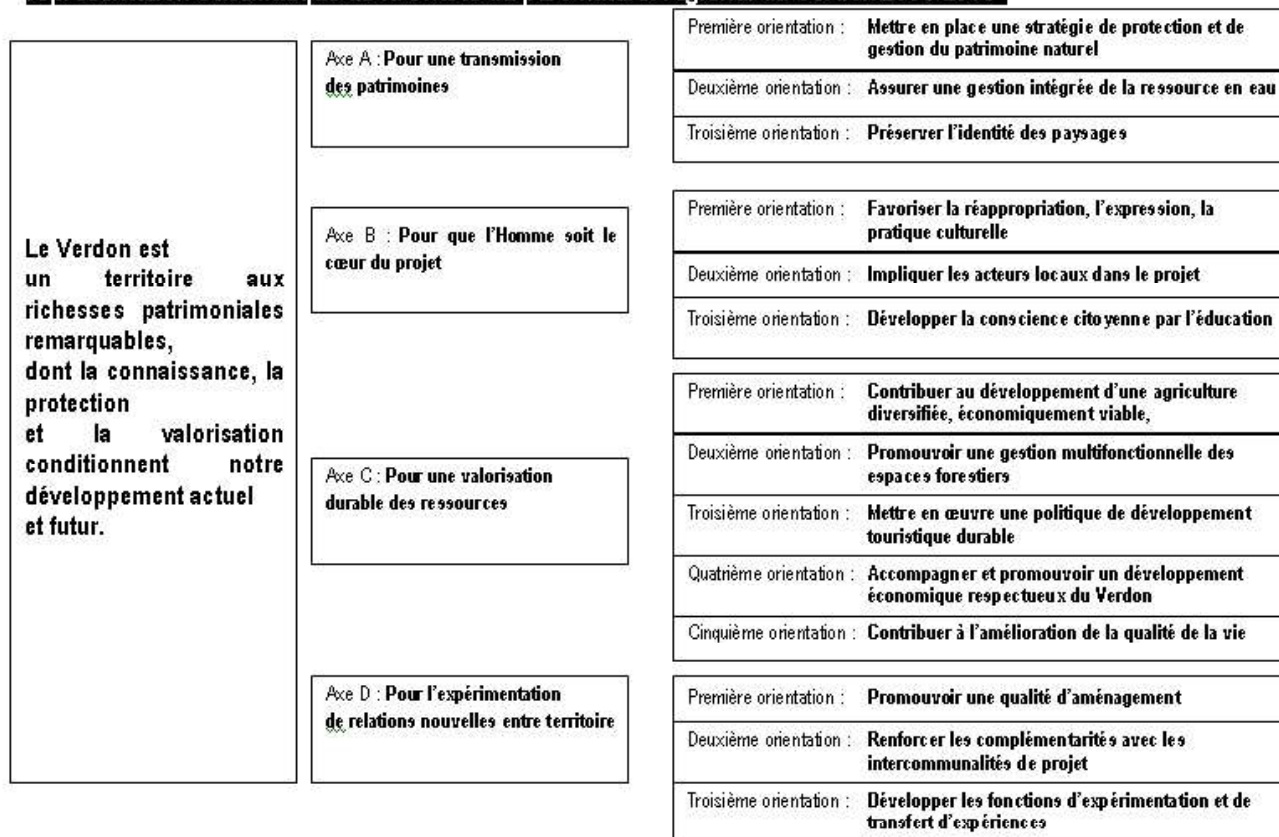 Le Verdon est
un territoire aux
richesses patrimoniales
remarquables,
dont la connaissance, la
protection
et la valorisation
conditionnent notre
développement actuel
et futur.
Axe A : Pour une transmission
des patrimoines
Première orientation : Mettre en place une stratégie de protection et de
gestion du patrimoine naturel
Deuxième orientation : Assurer une gestion intégrée de la ressource en eau
Troisième orientation : Préserver l'identité des paysages
Axe B : Pour que l'Homme soit le
cœur du projet
Première orientation : Favoriser la réappropriation, l'expression, la
pratique culturelle
Deuxième orientation : Impliquer les acteurs locaux dans le projet
Troisième orientation : Développer la conscience citoyenne par l'éducation
Axe C : Pour une valorisation
durable des ressources
Première orientation : Contribuer au développement d'une agriculture
diversifiée, économiquement viable,
Deuxième orientation : Promouvoir une gestion multifonctionnelle des
espaces forestiers
Troisième orientation : Mettre en œuvre une politique de développement
touristique durable
Quatrième orientation : Accompagner et promouvoir un développement
économique respectueux du Verdon
Cinquième orientation : Contribuer à l'amélioration de la qualité de la vie
Axe D : Pour l'expérimentation
de relations nouvelles entre territoire
Première orientation : Promouvoir une qualité d'aménagement
Deuxième orientation : Renforcer les complémentarités avec les
intercommunalités de projet
Troisième orientation : Développer les fonctions d'expérimentation et de
transfert d'expériences